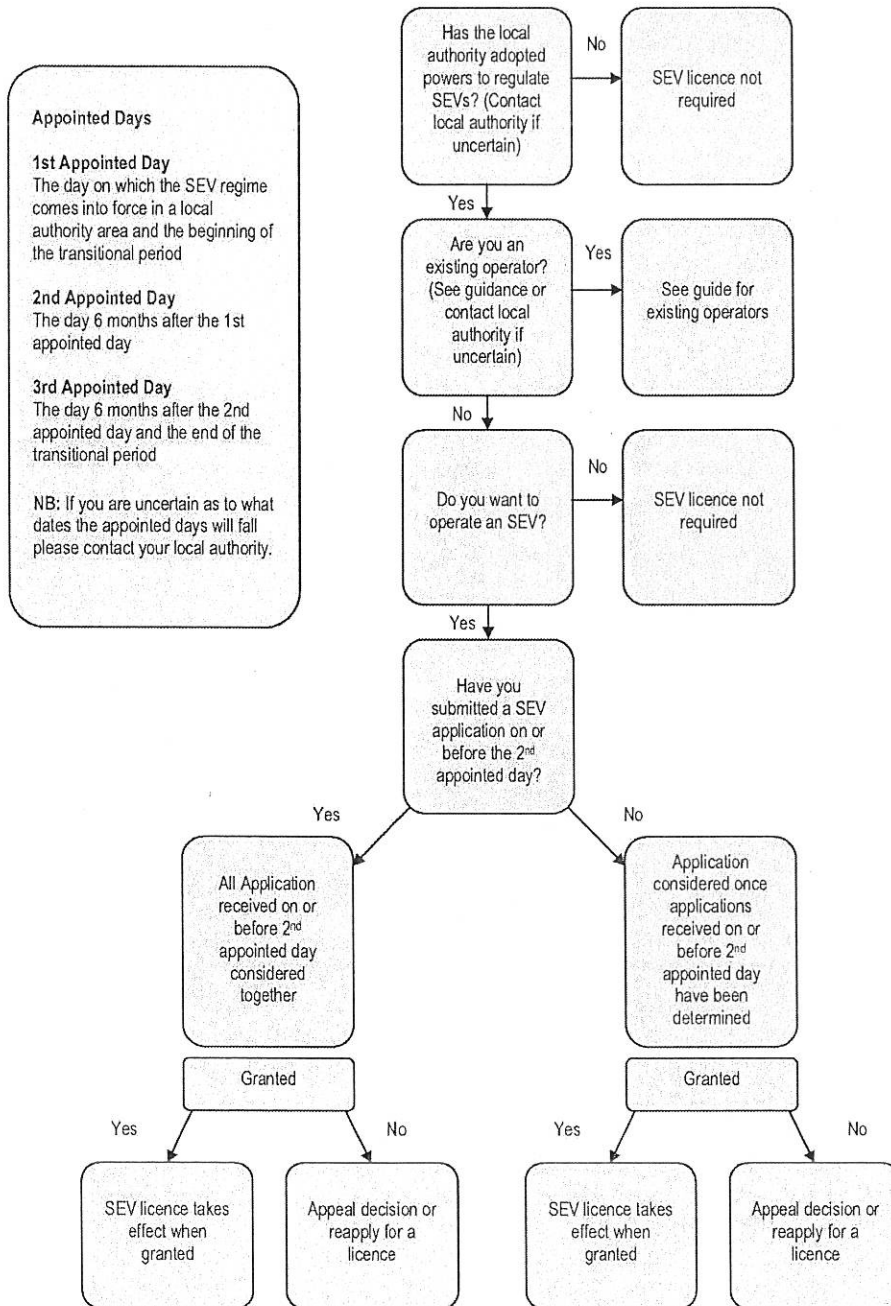 Appointed Days
1st Appointed Day
The day on which the SEV regime
comes into force in a local
authority area and the beginning of
the transitional period
2nd Appointed Day
The day 6 months after the 1st
appointed day
3rd Appointed Day
The day 6 months after the 2nd
appointed day and the end of the
transitional period
NB: If you are uncertain as to what
dates the appointed days will fall
please contact your local authority.
Has the local
authority adopted
powers to regulate
SEVs? (Contact
local authority if
uncertain)
No
SEV licence not
required
Yes
Are you an
existing operator?
(See guidance or
contact local
authority if
uncertain)
Yes
See guide for
existing operators
No
Do you want to
operate an SEV?
No
SEV licence not
required
Yes
Have you
submitted a SEV
application on or
before the 2nd
appointed day?
Yes
No
All Application
received on or
before 2nd
appointed day
considered
together
Application
considered once
applications
received on or
before 2nd
appointed day
have been
determined
Granted
Granted
Yes
No
Yes
No
SEV licence takes
effect when
granted
Appeal decision or
reapply for a
licence
SEV licence takes
effect when
granted
Appeal decision or
reapply for a
licence